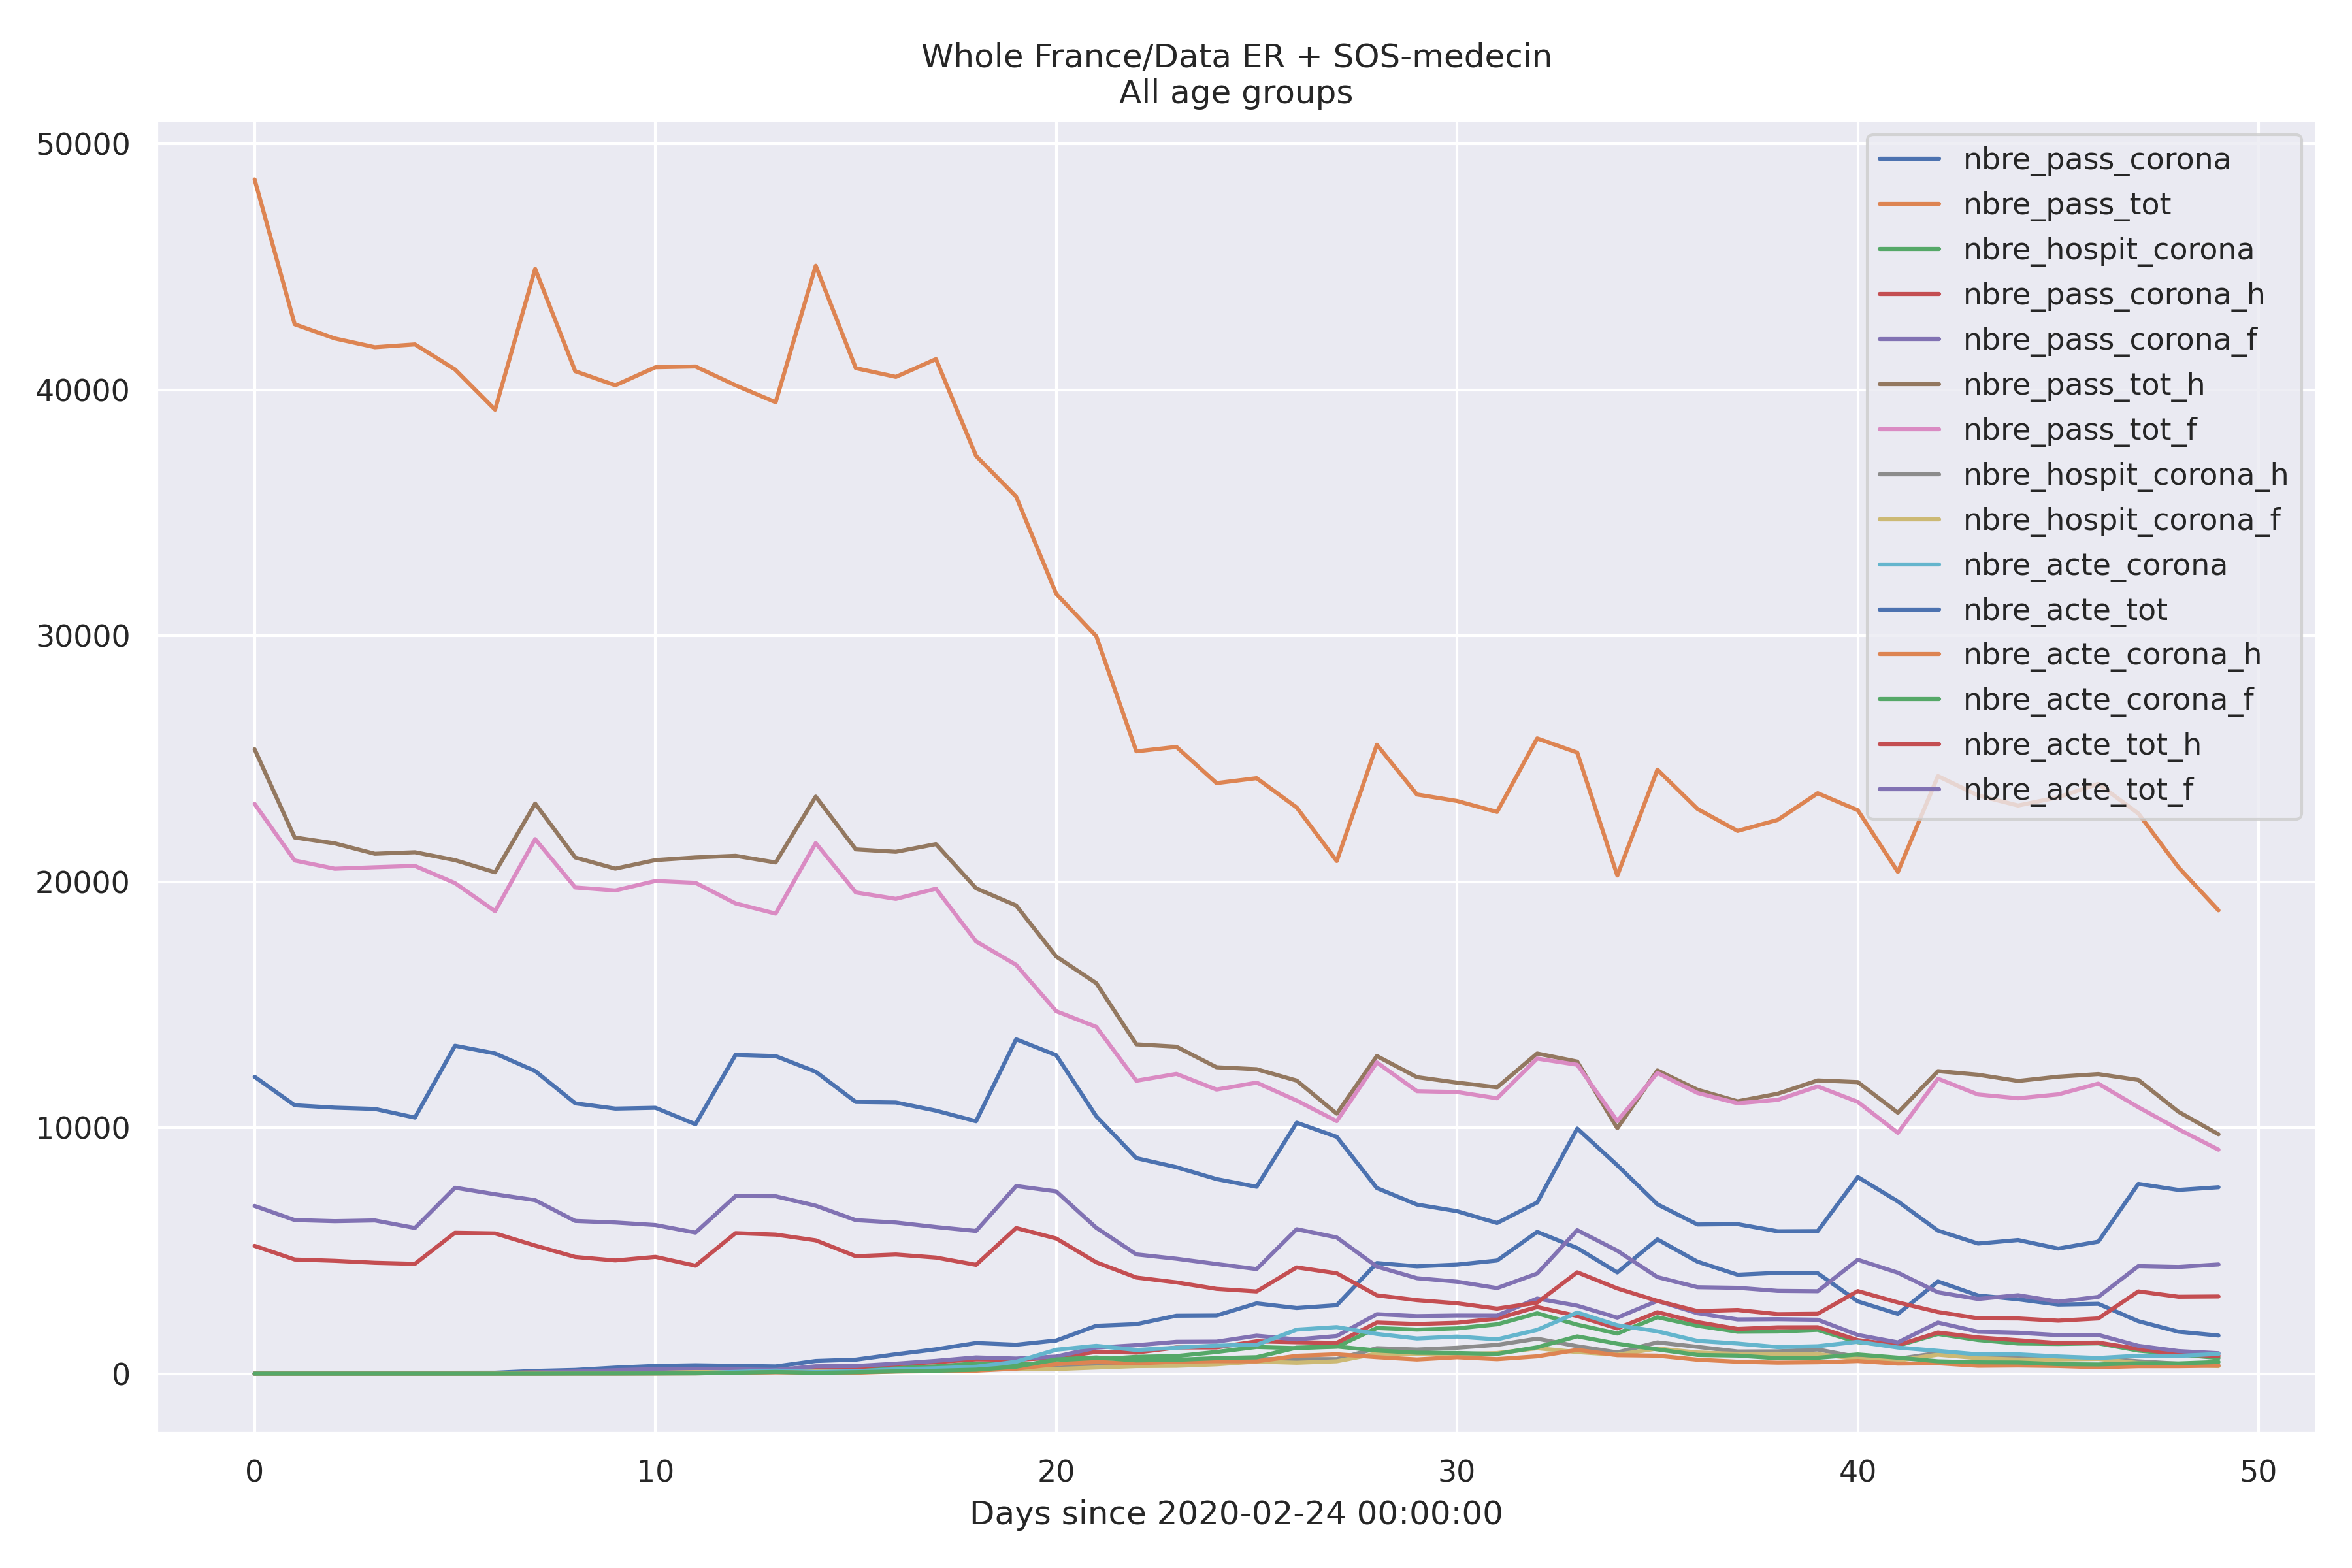 Whole France/Data ER + SOS-medecin
All age groups
50000
40000
30000
20000
10000
0
nbre_pass_corona
nbre_pass_tot
nbre_hospit_corona
nbre_pass_corona_h
nbre_pass_corona_f
nbre_pass_tot_h
nbre_pass_tot_f
nbre_hospit_corona_h
nbre_hospit_corona_f
nbre_acte_corona
nbre_acte_tot
nbre_acte_corona_h
nbre_acte_corona_f
nbre_acte_tot_h
nbre_acte_tot_f
0 10 20 30 40 50
Days since 2020-02-24 00:00:00